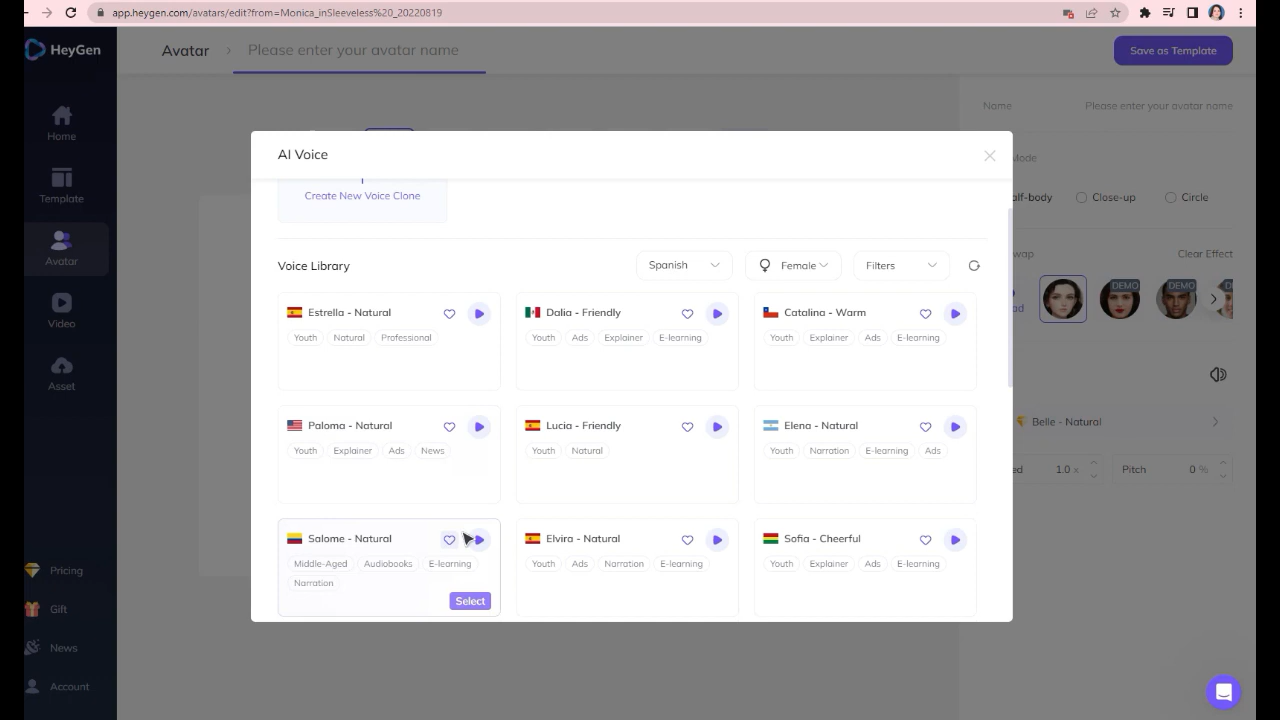 app.heygen.com/avatars/edit?from=Monica_inSleeveless%20_20220819
HeyGen
Avatar
Please enter your avatar name
Save as Template
Home
Template
Avatar
Video
Asset
Pricing
Gift
News
Account
Name
Please enter your avatar name
Mode
alf-body
Close-up
Circle
wap
Clear Effect
DEMO
DEMO
Belle - Natural
1.0 x
Pitch
0 %
AI Voice
Create New Voice Clone
Voice Library
Spanish
Female
Filters
Estrella - Natural
Youth Natural Professional
Dalia - Friendly
Youth Ads Explainer E-learning
Catalina - Warm
Youth Explainer Ads E-learning
Paloma - Natural
Youth Explainer Ads News
Lucia - Friendly
Youth Natural
Elena - Natural
Youth Narration E-learning Ads
Salome - Natural
Middle-Aged Audiobooks E-learning
Narration
Select
Elvira - Natural
Youth Ads Narration E-learning
Sofia - Cheerful
Youth Explainer Ads E-learning